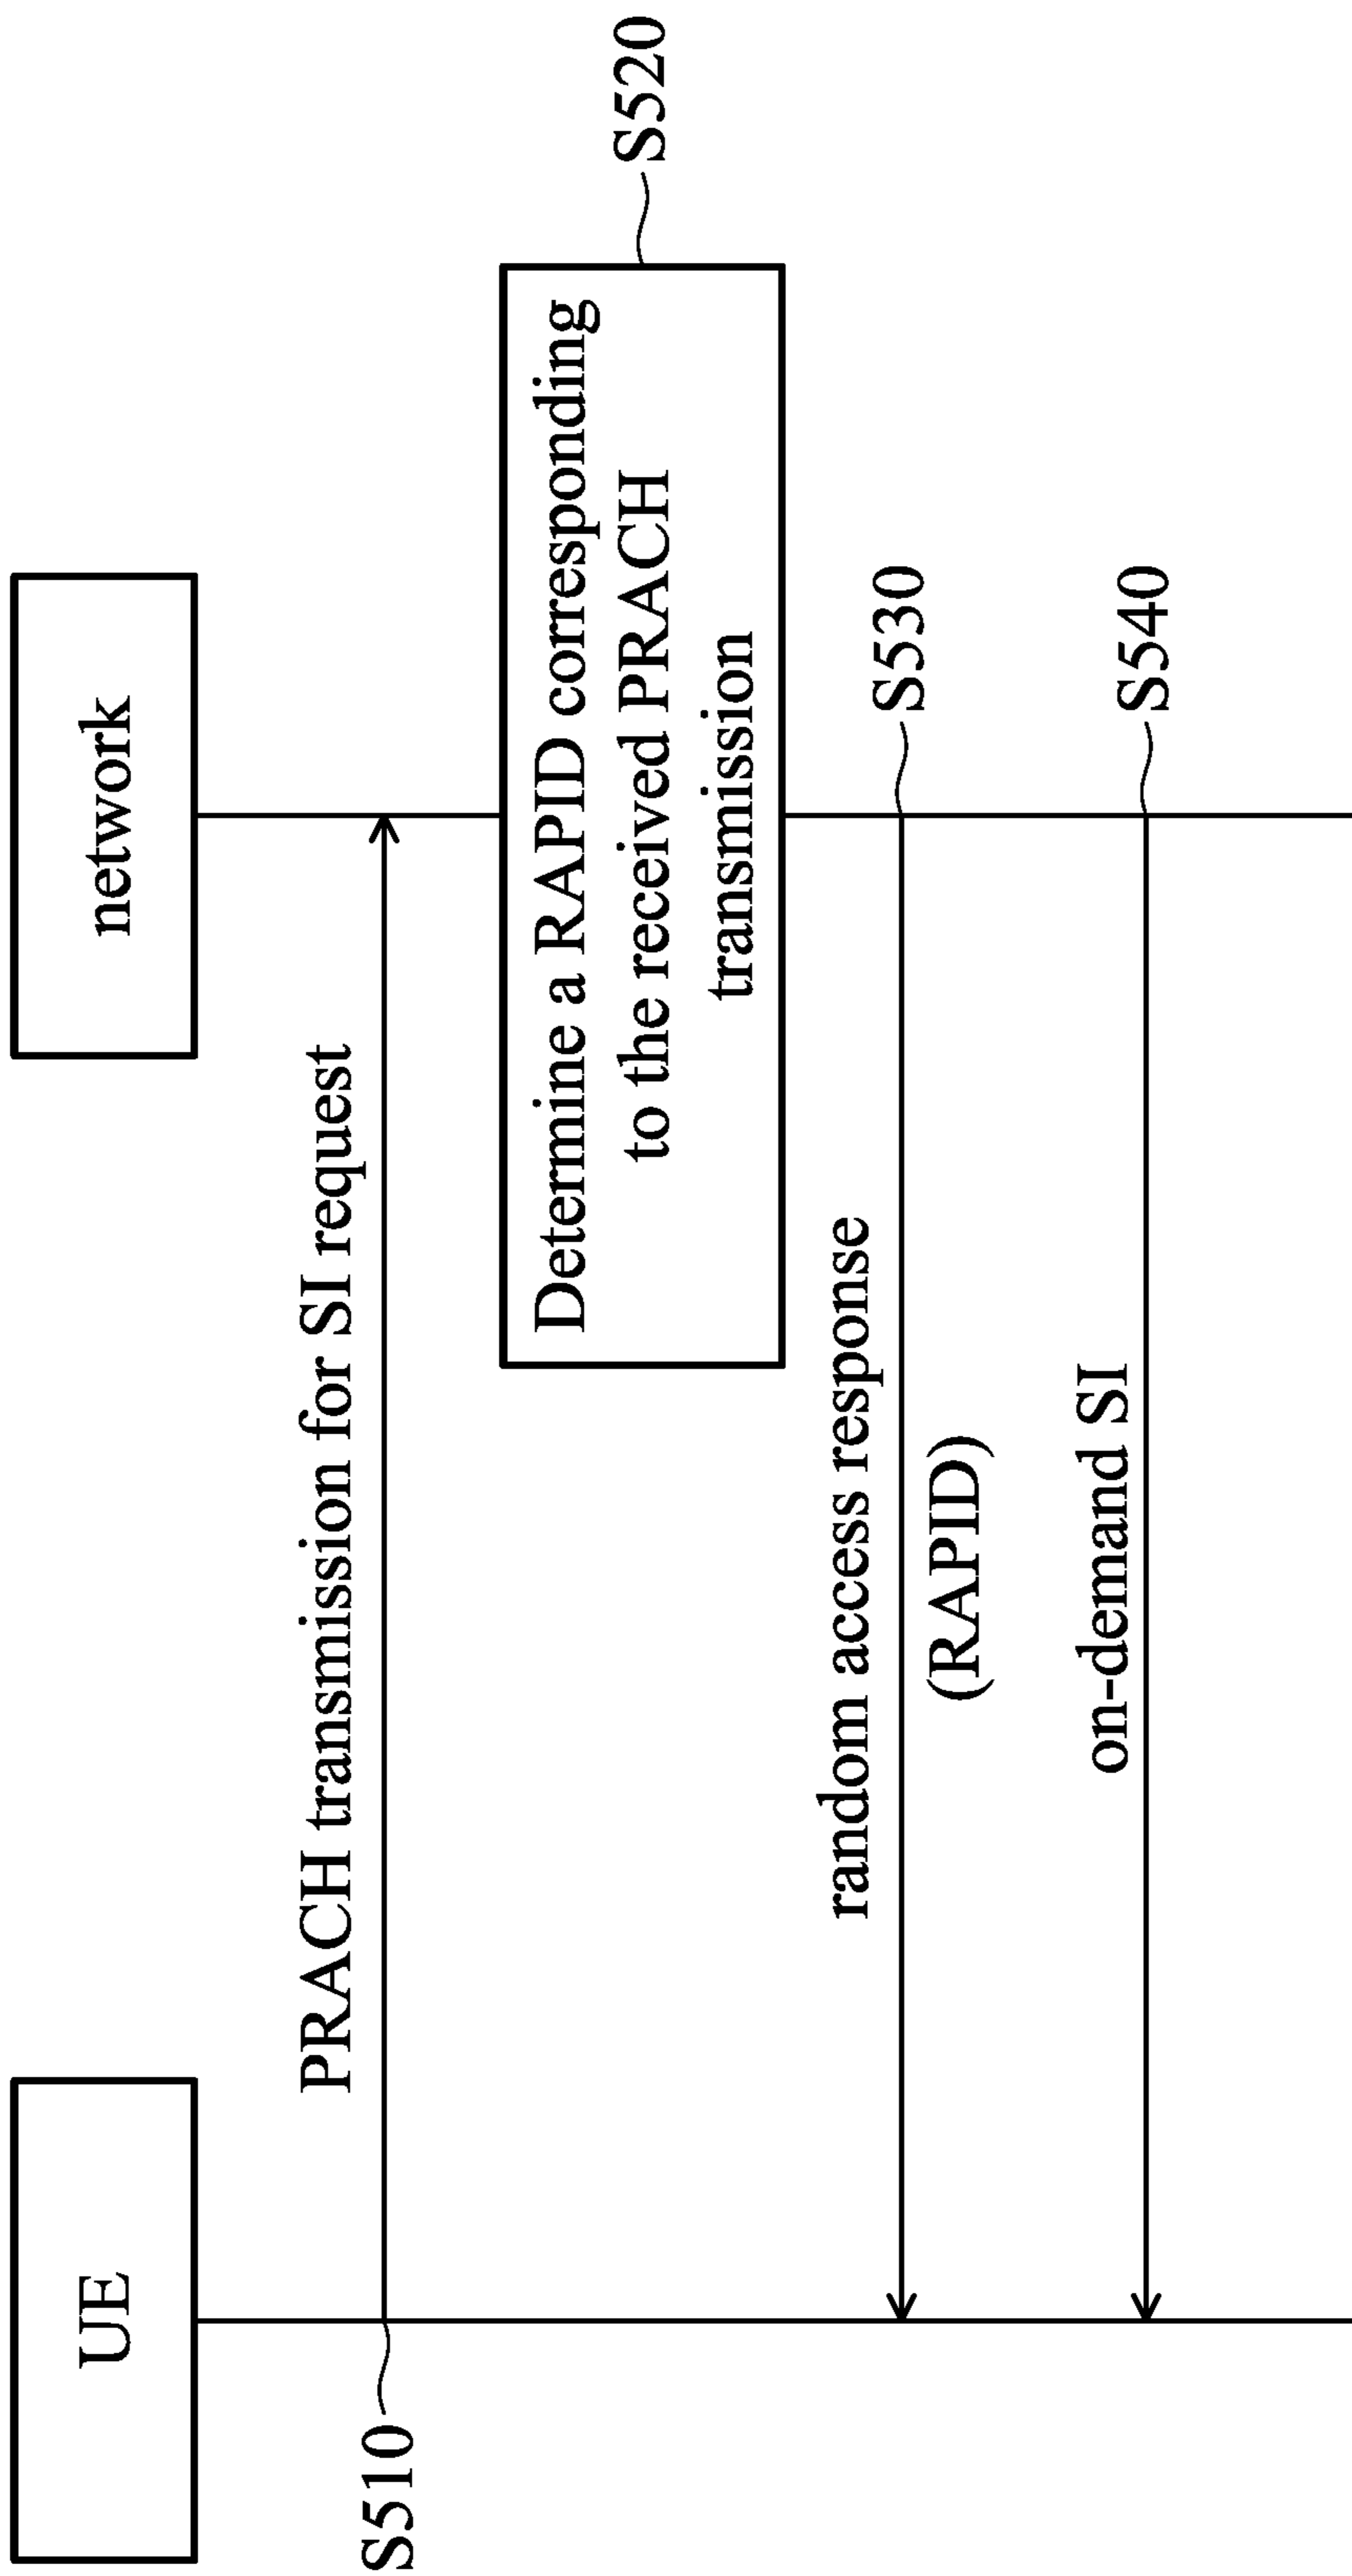 UE
network
PRACH transmission for SI request
S510
Determine a RAPID corresponding
to the received PRACH
transmission
S520
random access response
S530
(RAPID)
on-demand SI
S540